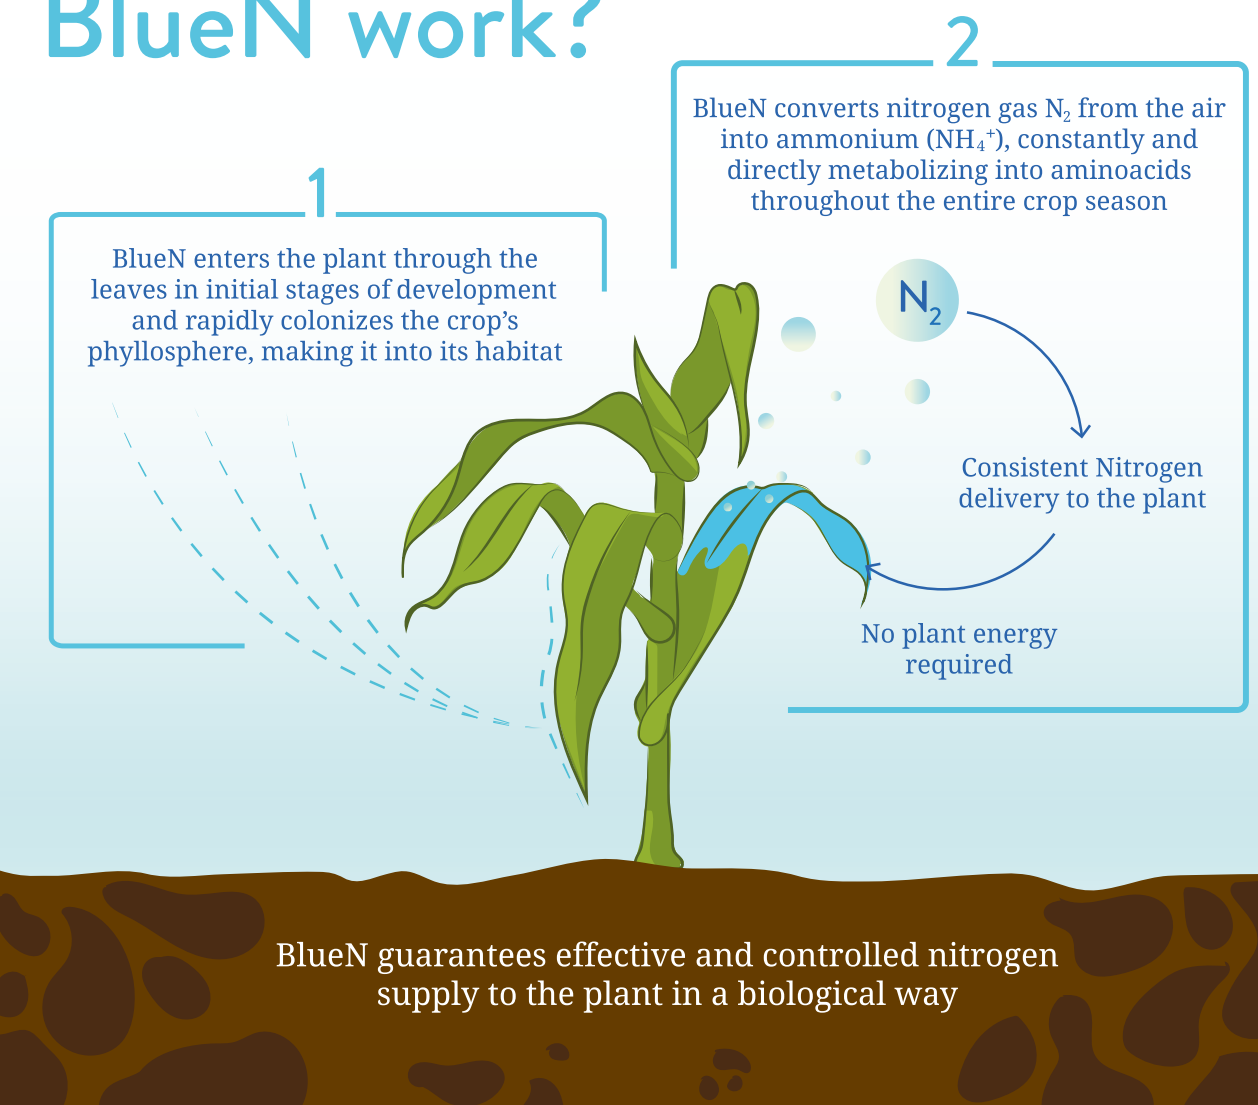 BlueN work?
1
BlueN enters the plant through the
leaves in initial stages of development
and rapidly colonizes the crop’s
phyllosphere, making it into its habitat
2
BlueN converts nitrogen gas N₂ from the air
into ammonium (NH₄⁺), constantly and
directly metabolizing into aminoacids
throughout the entire crop season
N₂
Consistent Nitrogen
delivery to the plant
No plant energy
required
BlueN guarantees effective and controlled nitrogen
supply to the plant in a biological way